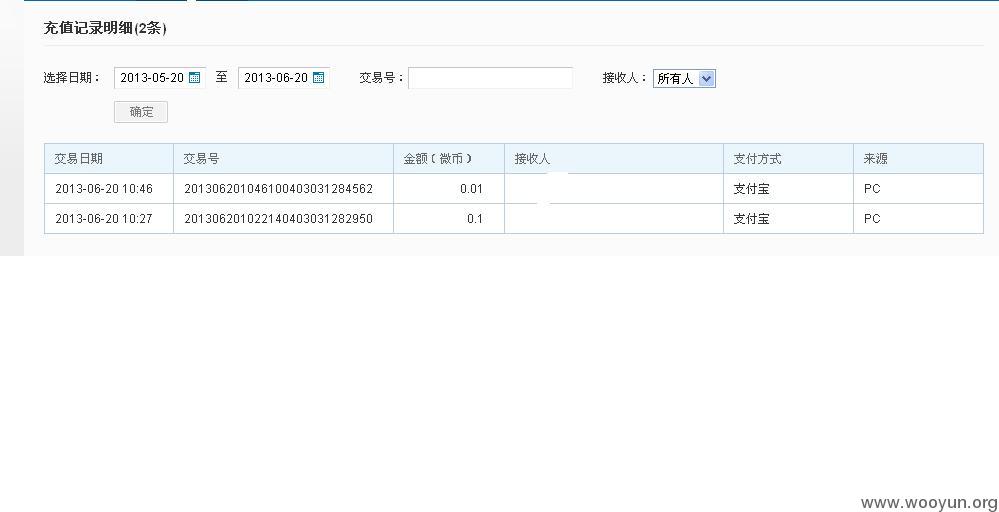 充值记录明细(2条)
选择日期： 2013-05-20 至 2013-06-20 交易号： 接收人： 所有人
确定
交易日期 交易号 金额（微币） 接收人 支付方式 来源
2013-06-20 10:46 201306201046100403031284562 0.01 支付宝 PC
2013-06-20 10:27 201306201022140403031282950 0.1 支付宝 PC
www.wooyun.org